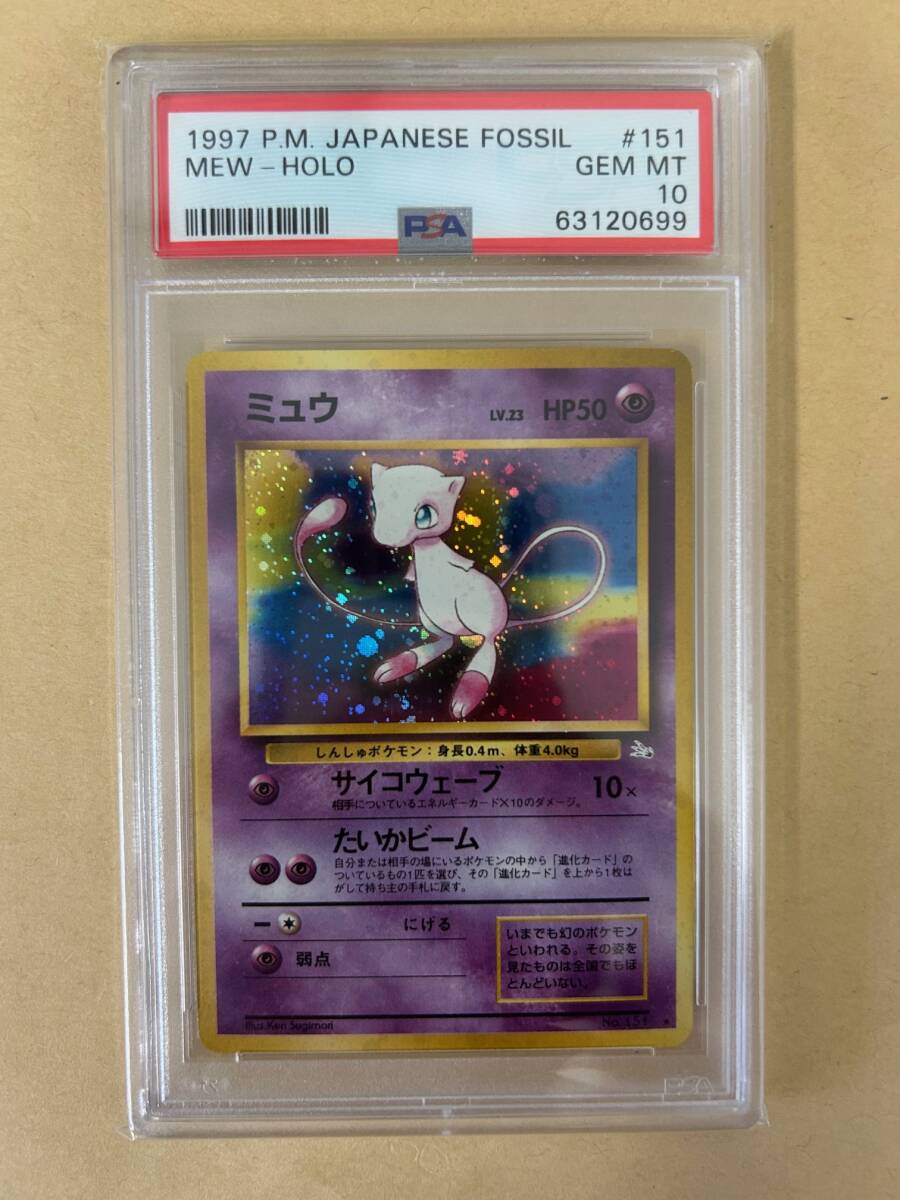 1997 P.M. JAPANESE FOSSIL #151
MEW - HOLO GEM MT
10
PSA 63120699
ミュウ LV.23 HP50
しんしゅポケモン：身長0.4m、体重4.0kg
サイコウェーブ 10×
相手についているエネルギーカード×10のダメージ。
たいかビーム
自分または相手の場にいるポケモンの中から「進化カード」の
ついているもの1匹を選び、その「進化カード」を上から1枚は
がして持ち主の手札に戻す。
にげる
弱点
いまでも幻のポケモン
といわれる。その姿を
見たものは全国でもほ
とんどいない。
Illus. Ken Sugimori No. 151 ★
PSA